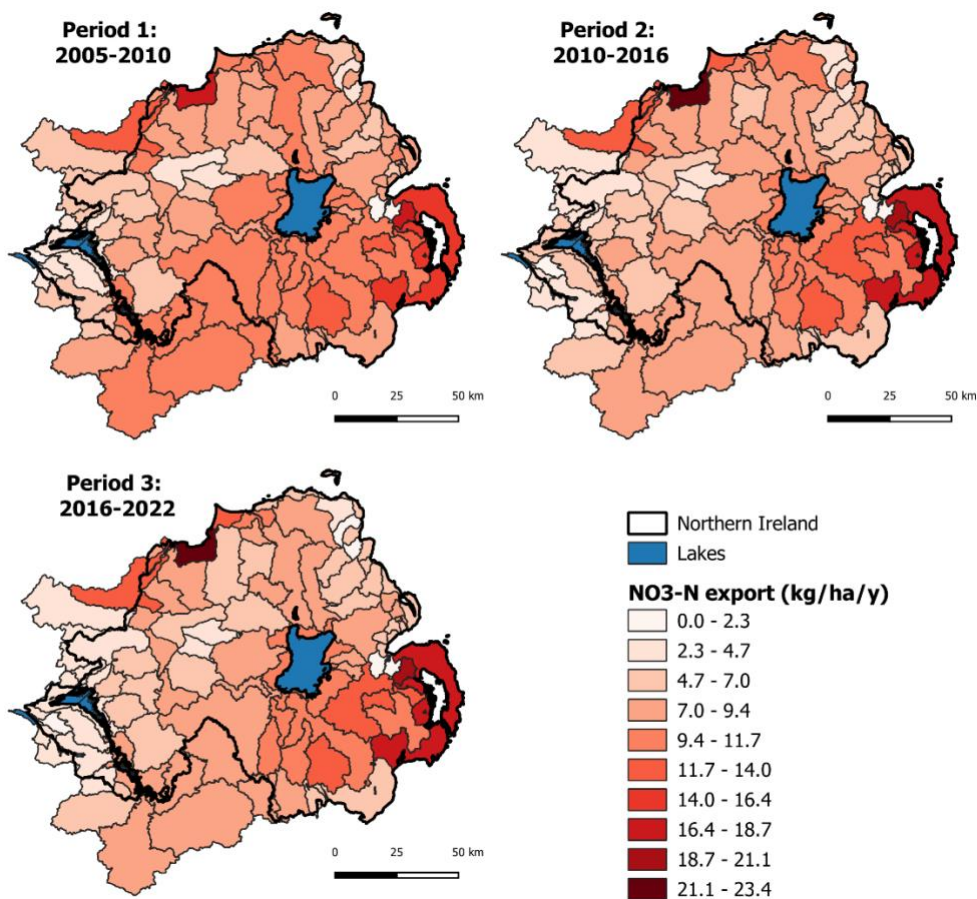 Period 1:
2005-2010
0 25 50 km
Period 2:
2010-2016
0 25 50 km
Period 3:
2016-2022
0 25 50 km
Northern Ireland
Lakes
NO3-N export (kg/ha/y)
0.0 - 2.3
2.3 - 4.7
4.7 - 7.0
7.0 - 9.4
9.4 - 11.7
11.7 - 14.0
14.0 - 16.4
16.4 - 18.7
18.7 - 21.1
21.1 - 23.4